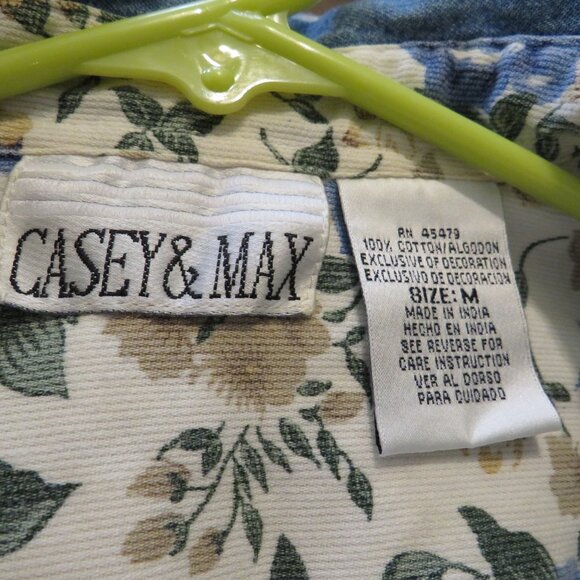 CASEY & MAX
RN 45479
100% COTTON/ALGODON
EXCLUSIVE OF DECORATION
EXCLUSIVO DE DECORACION
SIZE: M
MADE IN INDIA
HECHO EN INDIA
SEE REVERSE FOR
CARE INSTRUCTION
VER AL DORSO
PARA CUIDADO